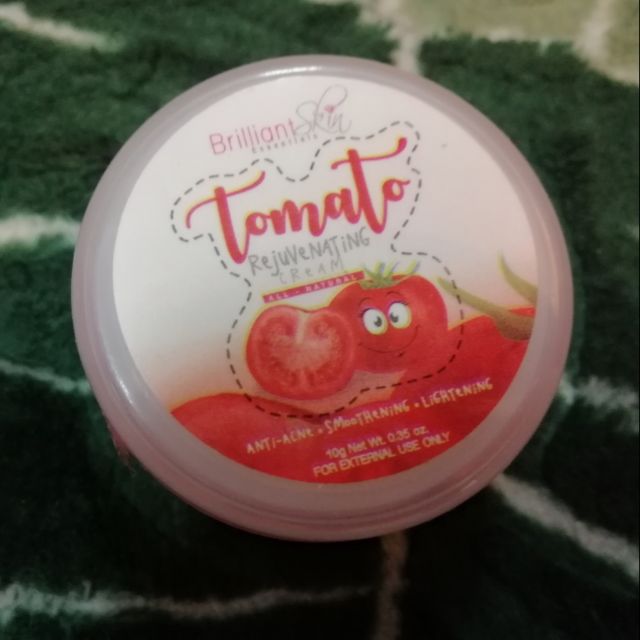 Brilliant Skin
Essentials
Tomato
RejuveNATiNG
CREAM
ALL - NATURAL
ANTi-ACNE • SMooTHENiNG • LiGHTeNiNG
10g Net Wt. 0.35 oz.
FOR EXTERNAL USE ONLY